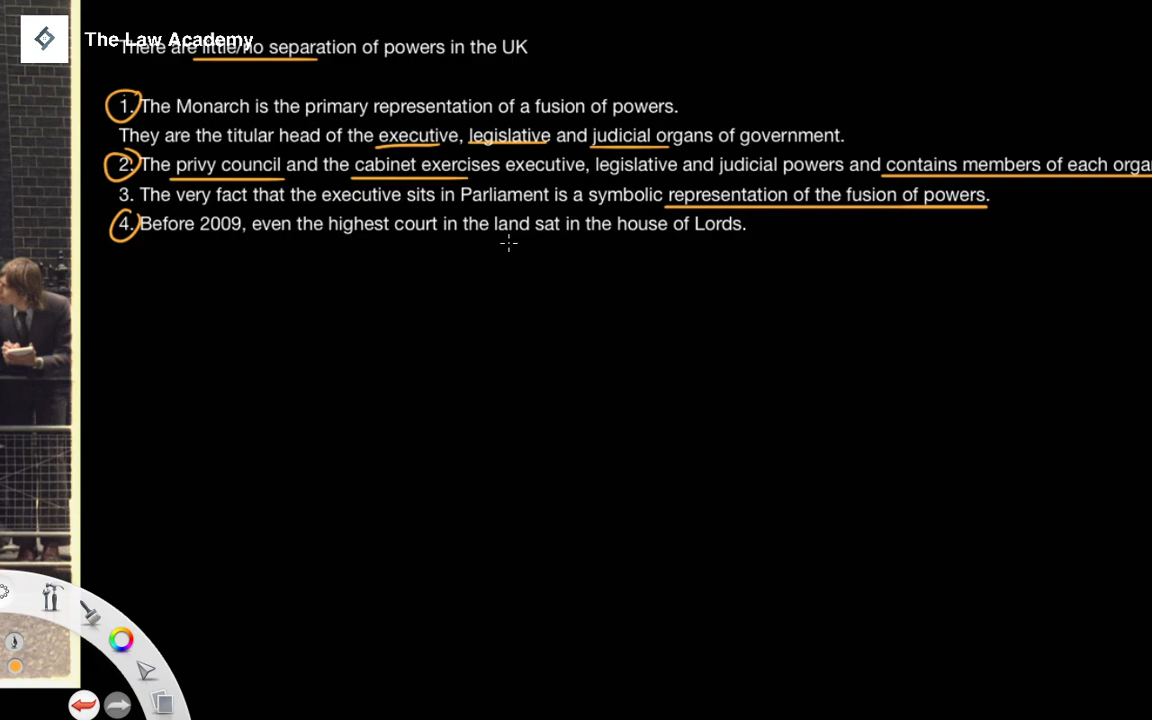 The Law Academy
There are little/no separation of powers in the UK
1. The Monarch is the primary representation of a fusion of powers.
They are the titular head of the executive, legislative and judicial organs of government.
2. The privy council and the cabinet exercises executive, legislative and judicial powers and contains members of each orga
3. The very fact that the executive sits in Parliament is a symbolic representation of the fusion of powers.
4. Before 2009, even the highest court in the land sat in the house of Lords.